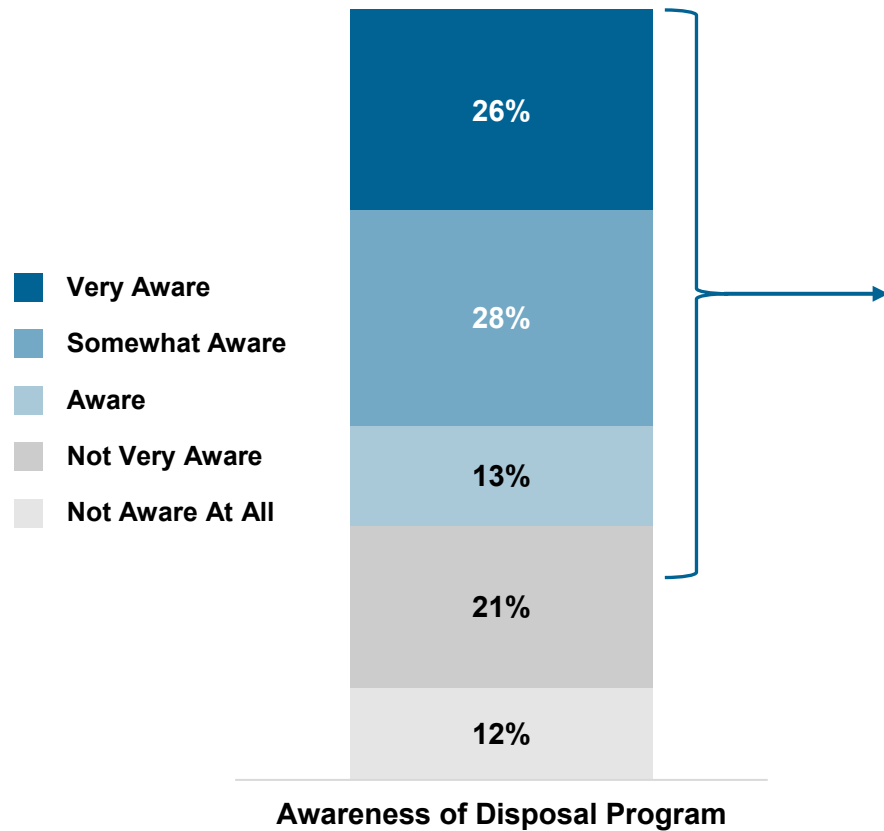 26%
28%
13%
21%
12%
Very Aware
Somewhat Aware
Aware
Not Very Aware
Not Aware At All
Awareness of Disposal Program